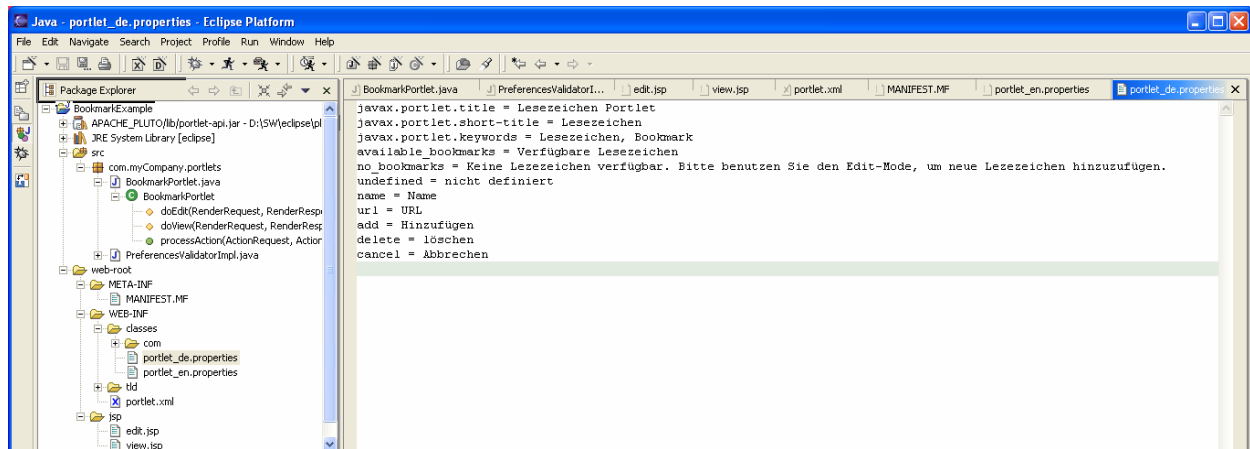 Java - portlet_de.properties - Eclipse Platform
File Edit Navigate Search Project Profile Run Window Help
Package Explorer
BookmarkPortlet.java PreferencesValidatorI... edit.jsp view.jsp portlet.xml MANIFEST.MF portlet_en.properties portlet_de.properties
BookmarkExample
APACHE_PLUTO/lib/portlet-api.jar - D:\SW\eclipse\pl
JRE System Library [eclipse]
src
com.myCompany.portlets
BookmarkPortlet.java
BookmarkPortlet
doEdit(RenderRequest, RenderRespo
doView(RenderRequest, RenderResp
processAction(ActionRequest, Action
PreferencesValidatorImpl.java
web-root
META-INF
MANIFEST.MF
WEB-INF
classes
com
portlet_de.properties
portlet_en.properties
tld
portlet.xml
jsp
edit.jsp
view.jsp
javax.portlet.title = Lesezeichen Portlet
javax.portlet.short-title = Lesezeichen
javax.portlet.keywords = Lesezeichen, Bookmark
available_bookmarks = Verfügbare Lesezeichen
no_bookmarks = Keine Lezezeichen verfügbar. Bitte benutzen Sie den Edit-Mode, um neue Lezezeichen hinzuzufügen.
undefined = nicht definiert
name = Name
url = URL
add = Hinzufügen
delete = löschen
cancel = Abbrechen